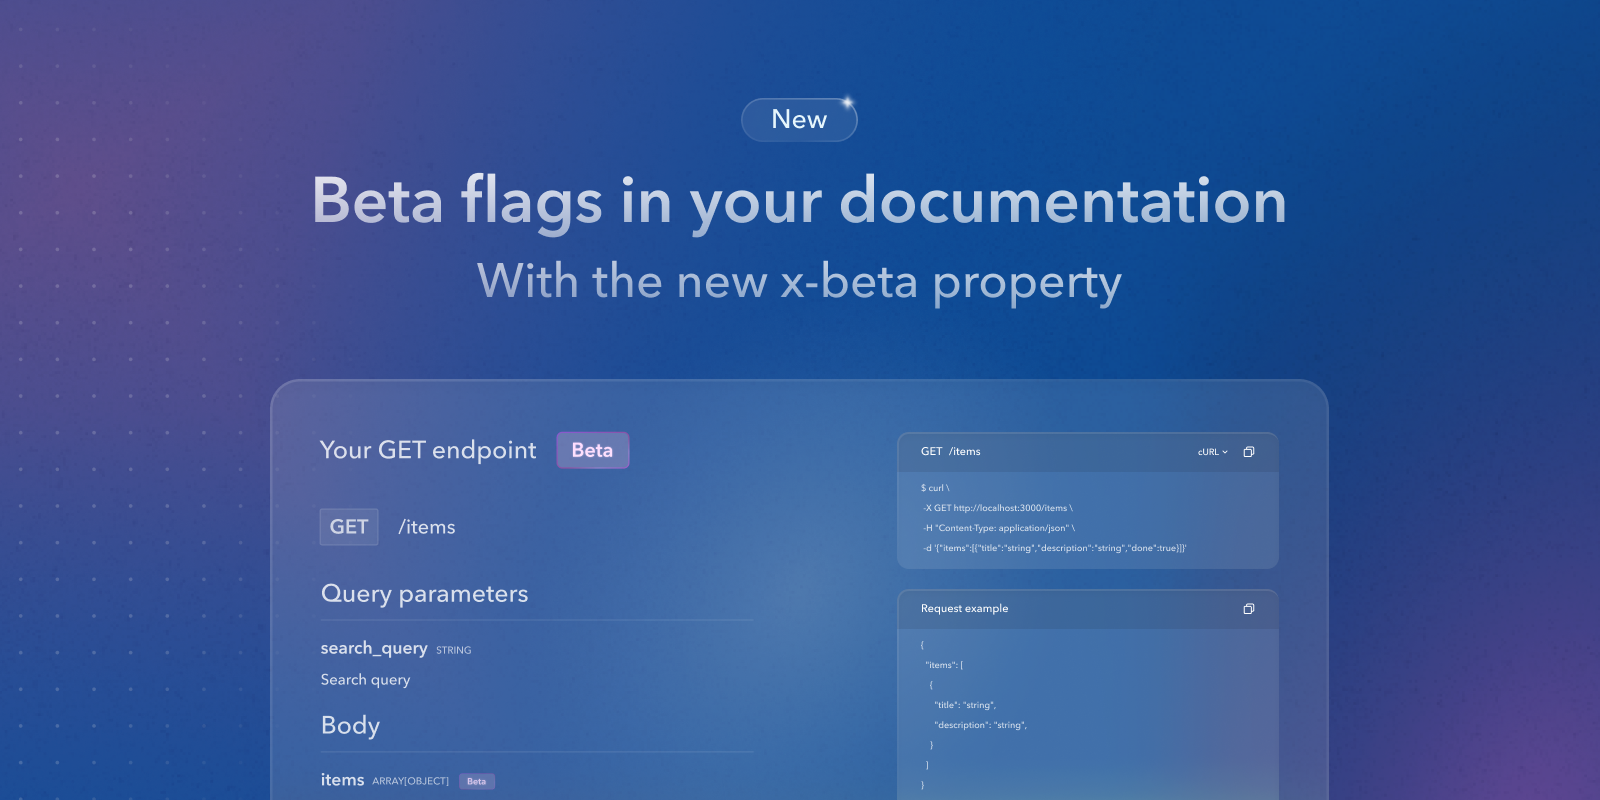 New
Beta flags in your documentation
With the new x-beta property
Your GET endpoint Beta
GET /items
Query parameters
search_query STRING
Search query
Body
items ARRAY[OBJECT] Beta
GET /items cURL
$ curl \
-X GET http://localhost:3000/items \
-H "Content-Type: application/json" \
-d '{"items":[{"title":"string","description":"string","done":true}]}'
Request example
{
"items": [
{
"title": "string",
"description": "string",
}
]
}